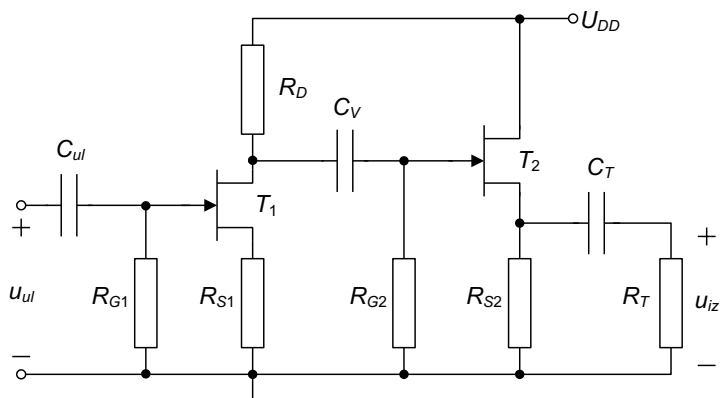 U_DD
R_D
C_V
C_ul
T_2
C_T
T_1
+
+
u_ul
R_G1
R_S1
R_G2
R_S2
R_T
u_iz
−
−